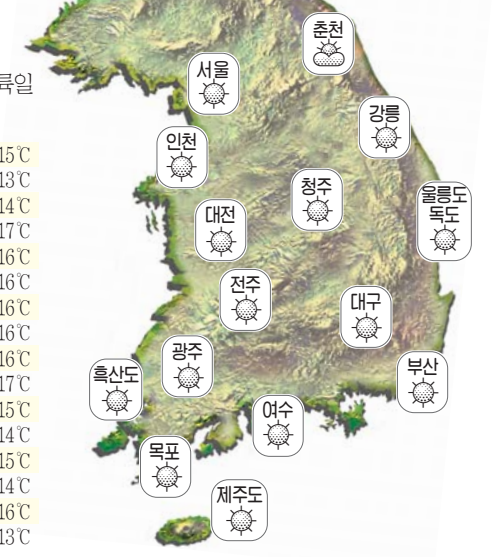 륙일
15℃
13℃
14℃
17℃
16℃
16℃
16℃
16℃
16℃
17℃
15℃
14℃
15℃
14℃
16℃
13℃
춘천
서울
강릉
인천
청주
울릉도
독도
대전
전주
대구
광주
부산
흑산도
여수
목포
제주도